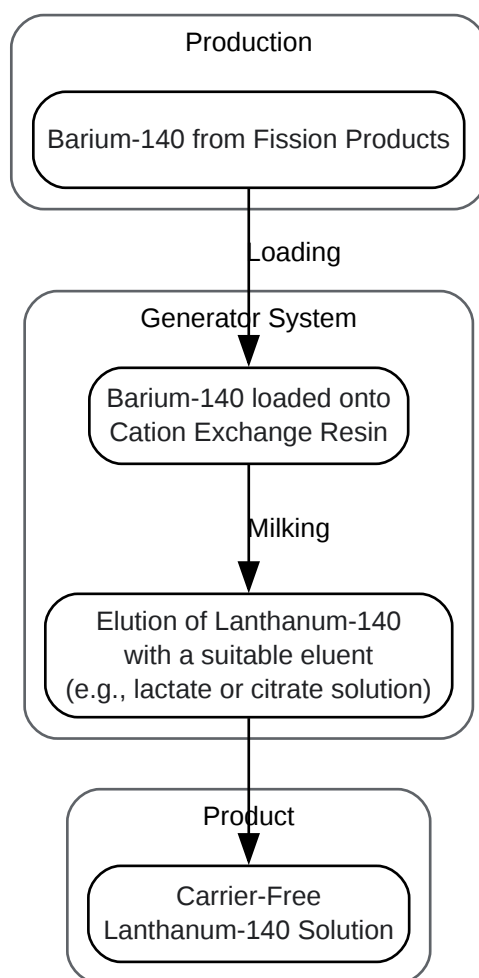 Production
Barium-140 from Fission Products
Loading
Generator System
Barium-140 loaded onto
Cation Exchange Resin
Milking
Elution of Lanthanum-140
with a suitable eluent
(e.g., lactate or citrate solution)
Product
Carrier-Free
Lanthanum-140 Solution